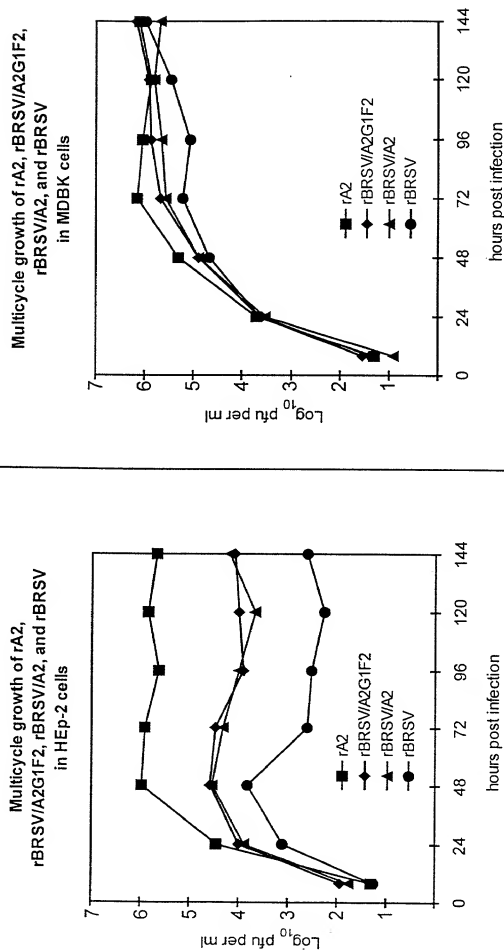 Multicycle growth of rA2,
rBRSV/A2G1F2, rBRSV/A2, and rBRSV
in HEp-2 cells
7
6
5
4
3
2
1
Log10 pfu per ml
rA2
rBRSV/A2G1F2
rBRSV/A2
rBRSV
0 24 48 72 96 120 144
hours post infection
Multicycle growth of rA2, rBRSV/A2G1F2,
rBRSV/A2, and rBRSV
in MDBK cells
7
6
5
4
3
2
1
Log10 pfu per ml
rA2
rBRSV/A2G1F2
rBRSV/A2
rBRSV
0 24 48 72 96 120 144
hours post infection